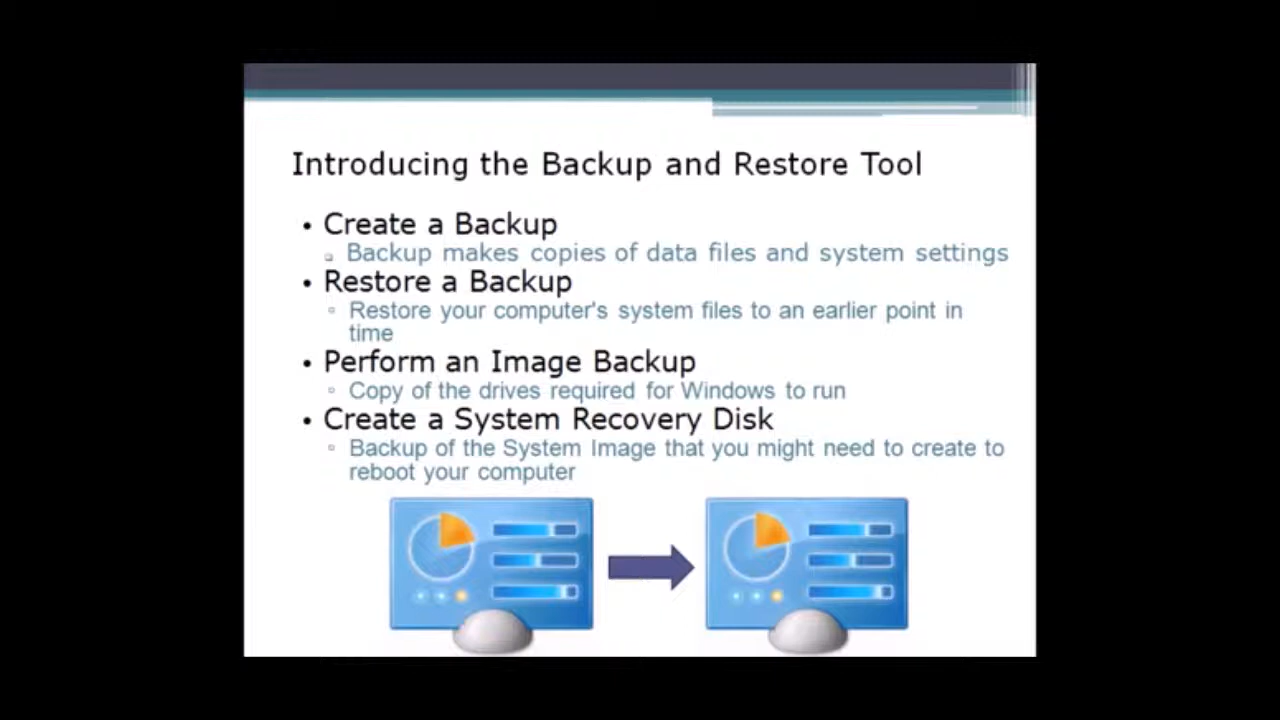 Introducing the Backup and Restore Tool
• Create a Backup
▫ Backup makes copies of data files and system settings
• Restore a Backup
▫ Restore your computer's system files to an earlier point in
time
• Perform an Image Backup
▫ Copy of the drives required for Windows to run
• Create a System Recovery Disk
▫ Backup of the System Image that you might need to create to
reboot your computer